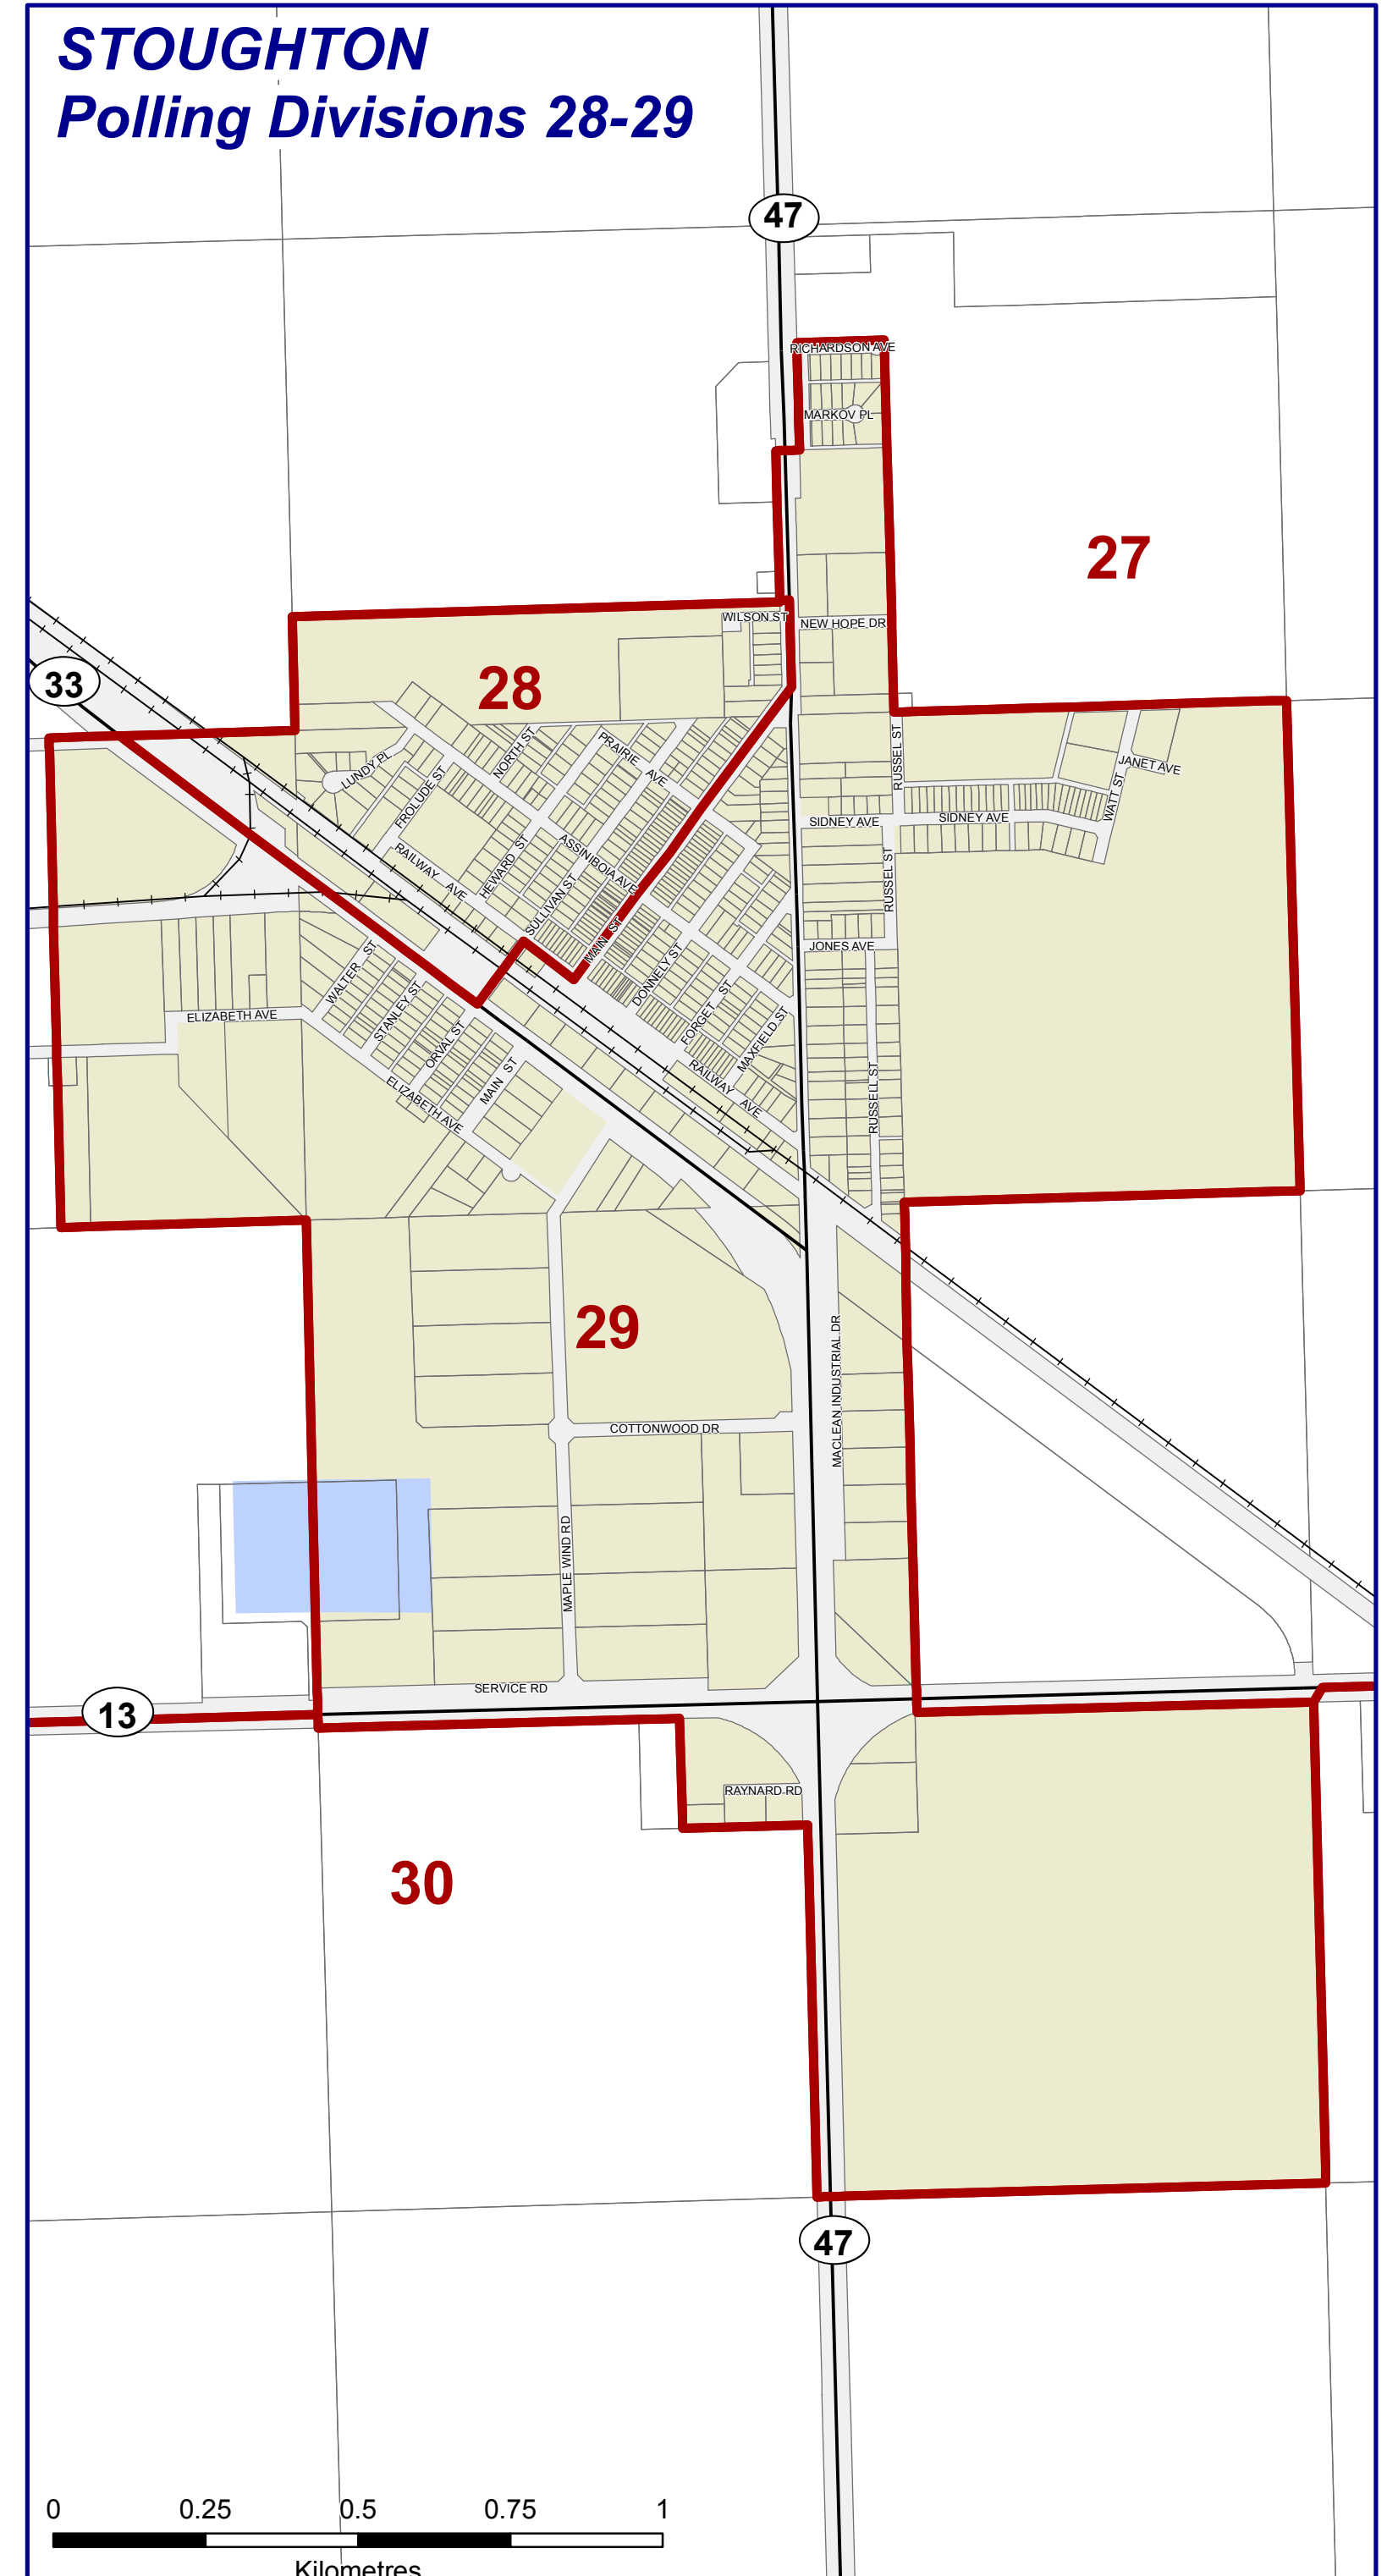 STOUGHTON
Polling Divisions 28-29
47
RICHARDSON AVE
MARKOV PL
27
WILSON ST
NEW HOPE DR
33
28
NORTH ST
PRAIRIE AVE
LUNDY PL
FROLUDE ST
RUSSEL ST
JANET AVE
WATT ST
SIDNEY AVE
SIDNEY AVE
RAILWAY AVE
HEWARD ST
ASSINIBOIA AVE
SULLIVAN ST
RUSSEL ST
MAIN ST
JONES AVE
WALTER ST
STANLEY ST
DONNELY ST
FORGET ST
MAXFIELD ST
ELIZABETH AVE
ORVAL ST
MAIN ST
ELIZABETH AVE
RAILWAY AVE
RUSSELL ST
29
MACLEAN INDUSTRIAL DR
COTTONWOOD DR
MAPLE WIND RD
SERVICE RD
13
RAYNARD RD
30
47
0 0.25 0.5 0.75 1
Kilometres